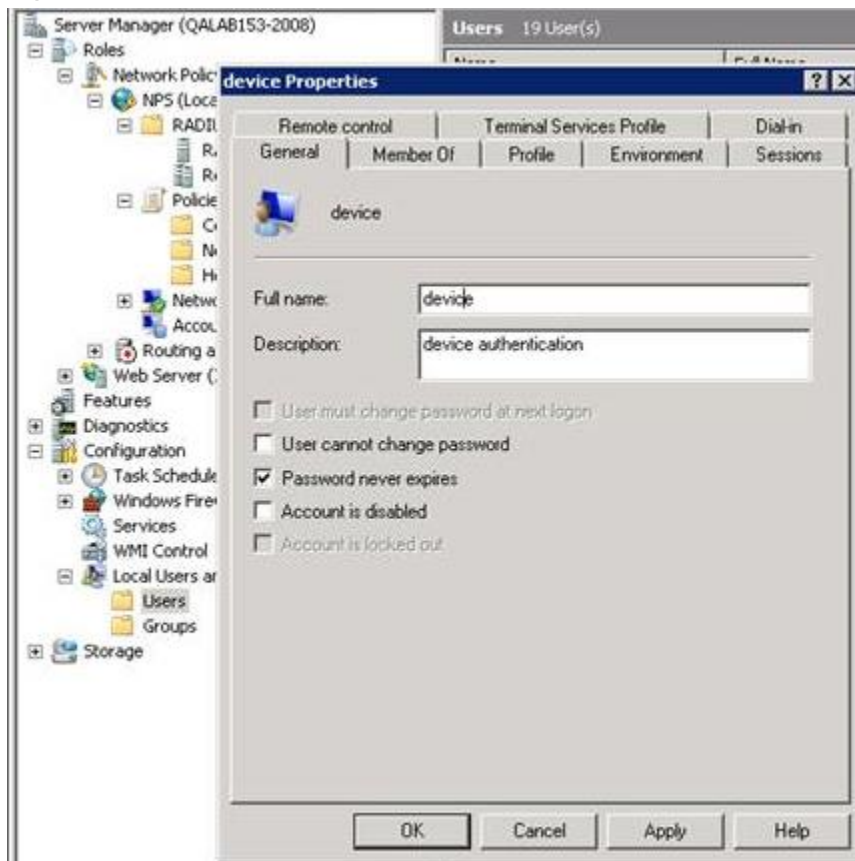 Server Manager (QALAB153-2008)
Roles
Network Polic
NPS (Loca
RADIU
R
R
Policie
C
N
H
Netwo
Accou
Routing a
Web Server (
Features
Diagnostics
Configuration
Task Schedule
Windows Fire
Services
WMI Control
Local Users an
Users
Groups
Storage
Users 19 User(s)
device Properties
Remote control Terminal Services Profile Dial-in
General Member Of Profile Environment Sessions
device
Full name: device
Description: device authentication
User must change password at next logon
User cannot change password
Password never expires
Account is disabled
Account is locked out
OK Cancel Apply Help